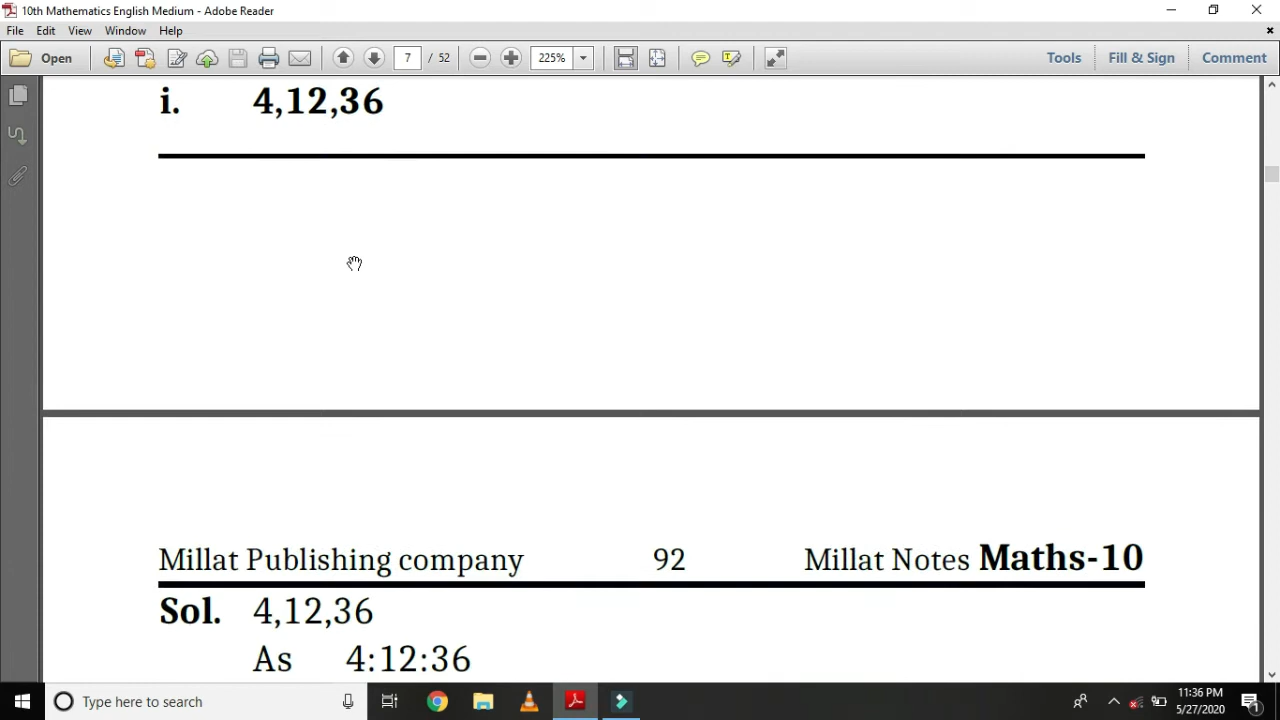 10th Mathematics English Medium - Adobe Reader
File Edit View Window Help
Open 7 / 52 225% Tools Fill & Sign Comment
i. 4,12,36
Millat Publishing company 92 Millat Notes Maths-10
Sol. 4,12,36
As 4:12:36
Type here to search
11:36 PM
5/27/2020
1